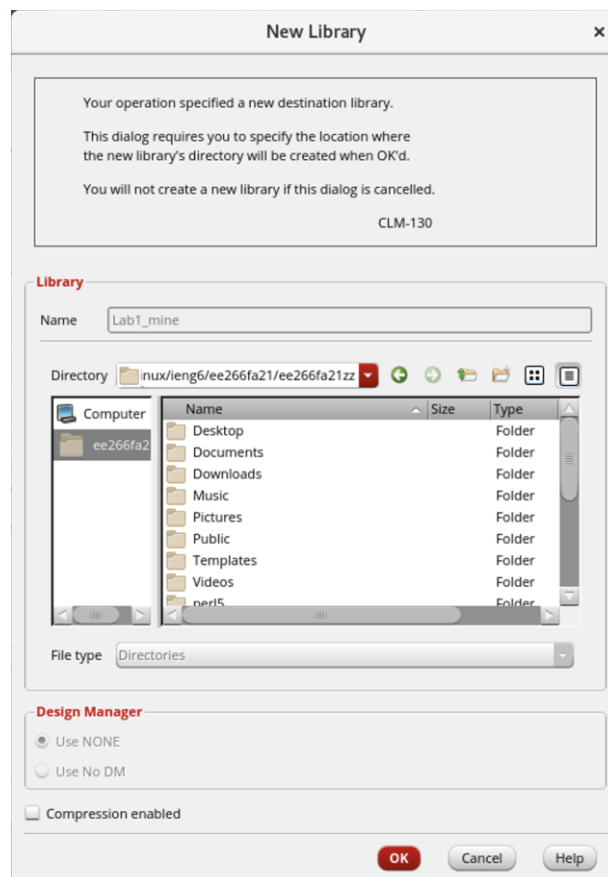 New Library
Your operation specified a new destination library.
This dialog requires you to specify the location where
the new library's directory will be created when OK'd.
You will not create a new library if this dialog is cancelled.
CLM-130
Library
Name Lab1_mine
Directory inux/ieng6/ee266fa21/ee266fa21zz
Computer
ee266fa2
Name Size Type
Desktop Folder
Documents Folder
Downloads Folder
Music Folder
Pictures Folder
Public Folder
Templates Folder
Videos Folder
perl5 Folder
File type Directories
Design Manager
Use NONE
Use No DM
Compression enabled
OK Cancel Help